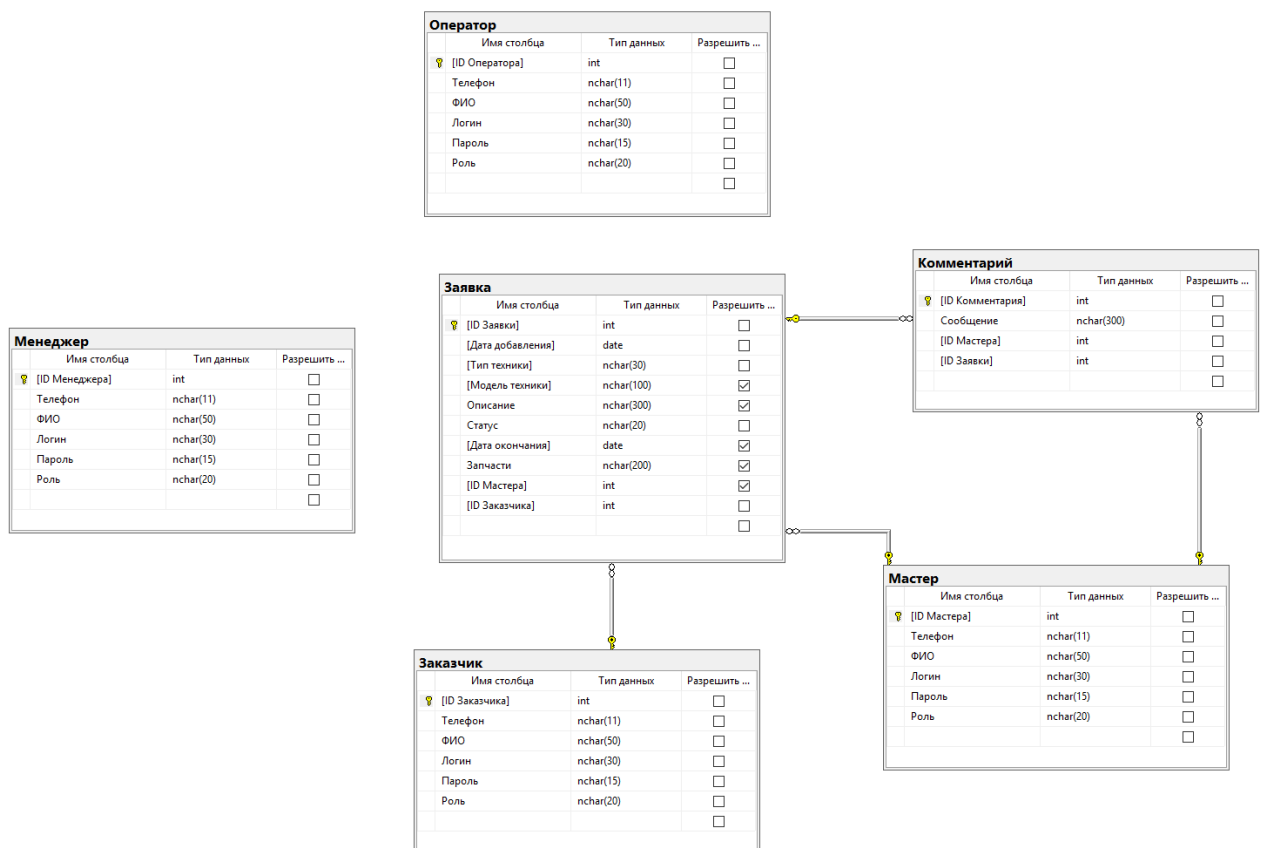 Оператор
Имя столбца Тип данных Разрешить ...
[ID Оператора] int
Телефон nchar(11)
ФИО nchar(50)
Логин nchar(30)
Пароль nchar(15)
Роль nchar(20)
Заявка
Имя столбца Тип данных Разрешить ...
[ID Заявки] int
[Дата добавления] date
[Тип техники] nchar(30)
[Модель техники] nchar(100)
Описание nchar(300)
Статус nchar(20)
[Дата окончания] date
Запчасти nchar(200)
[ID Мастера] int
[ID Заказчика] int
Комментарий
Имя столбца Тип данных Разрешить ...
[ID Комментария] int
Сообщение nchar(300)
[ID Мастера] int
[ID Заявки] int
Менеджер
Имя столбца Тип данных Разрешить ...
[ID Менеджера] int
Телефон nchar(11)
ФИО nchar(50)
Логин nchar(30)
Пароль nchar(15)
Роль nchar(20)
Мастер
Имя столбца Тип данных Разрешить ...
[ID Мастера] int
Телефон nchar(11)
ФИО nchar(50)
Логин nchar(30)
Пароль nchar(15)
Роль nchar(20)
Заказчик
Имя столбца Тип данных Разрешить ...
[ID Заказчика] int
Телефон nchar(11)
ФИО nchar(50)
Логин nchar(30)
Пароль nchar(15)
Роль nchar(20)